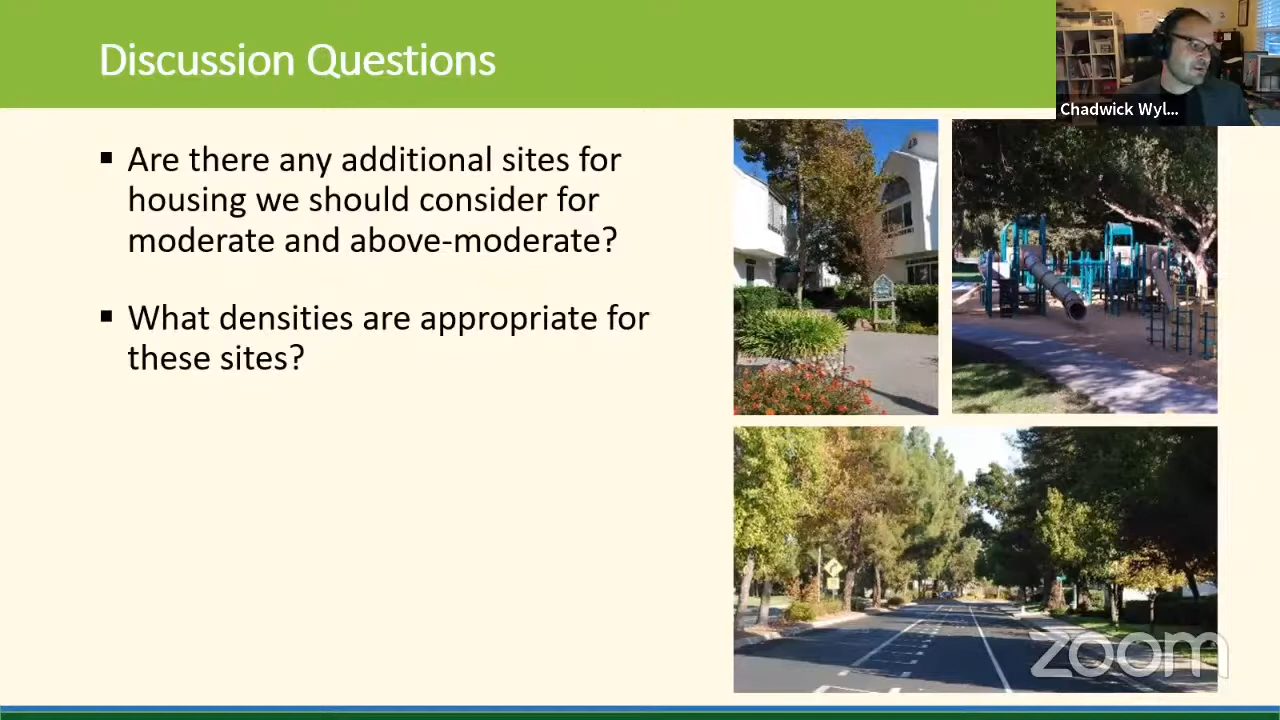 Discussion Questions
Chadwick Wyl...
▪ Are there any additional sites for
housing we should consider for
moderate and above-moderate?
▪ What densities are appropriate for
these sites?
zoom